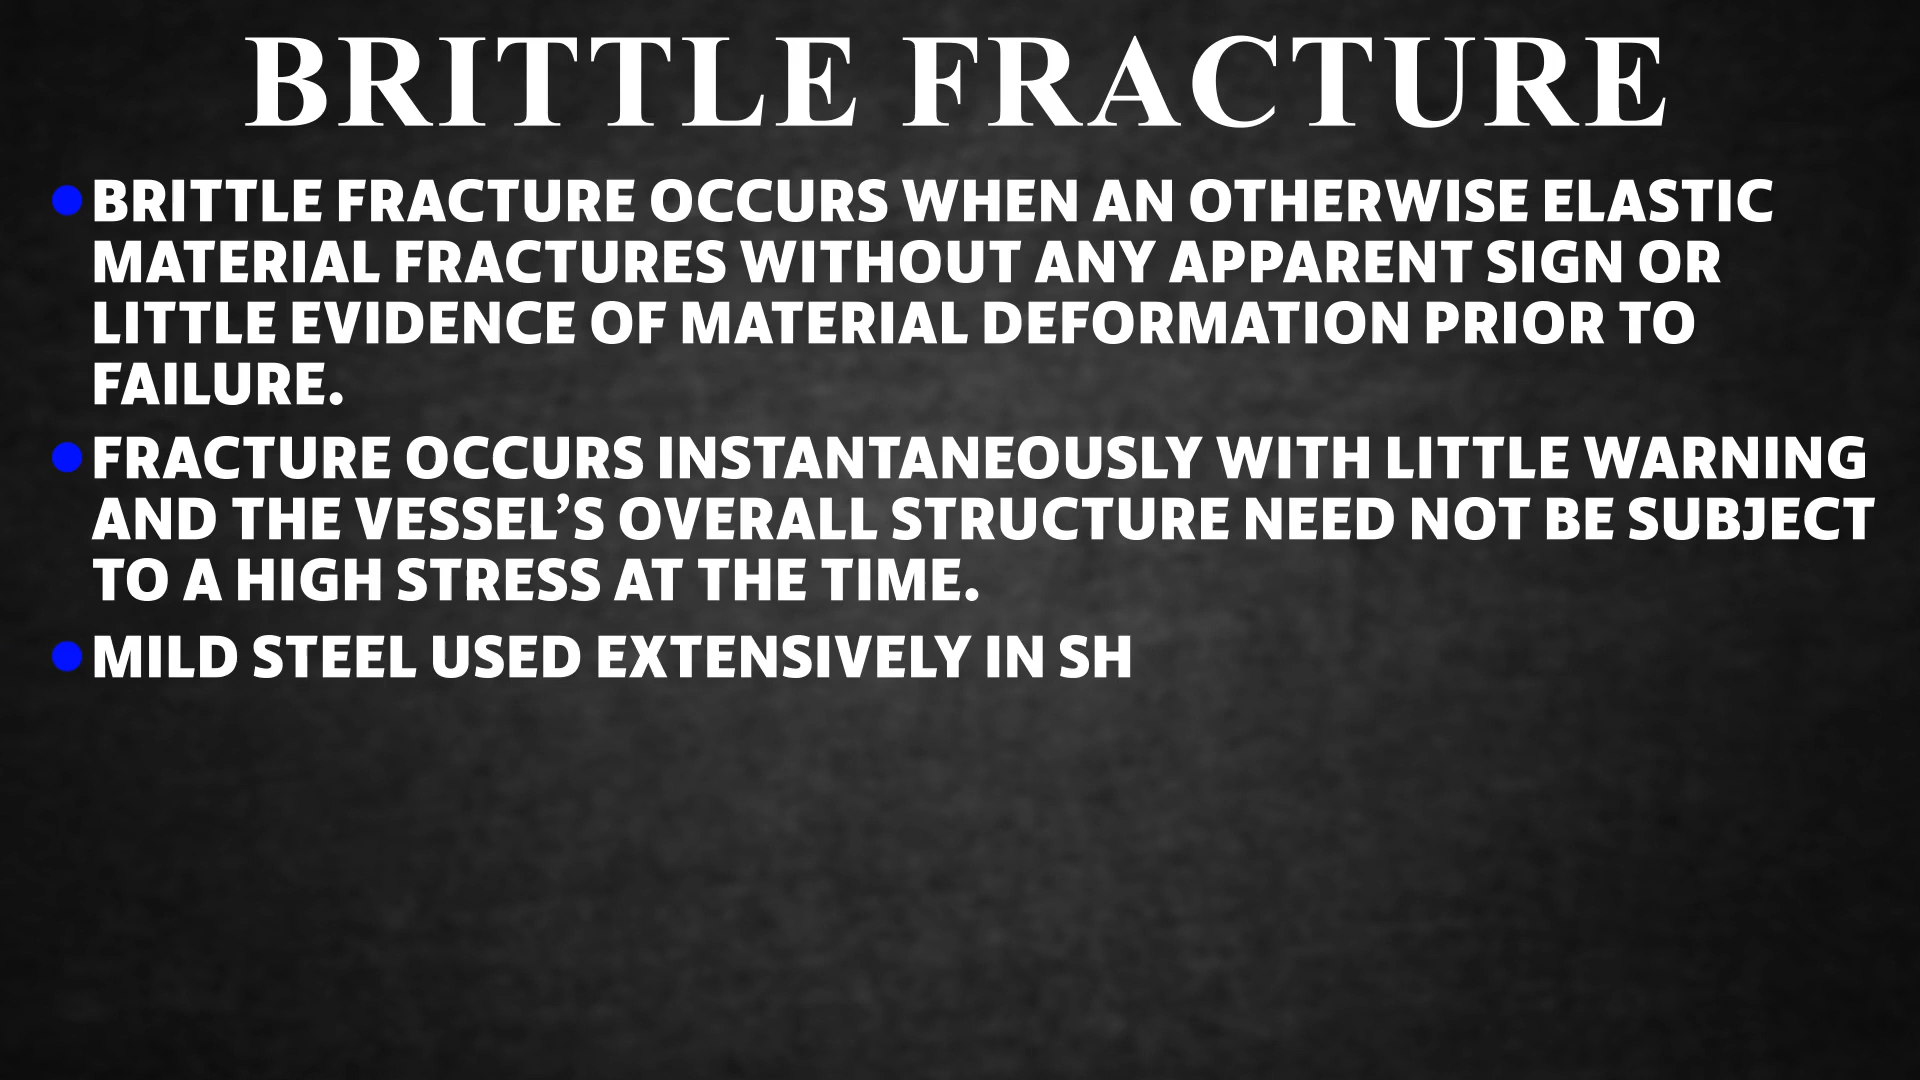 BRITTLE FRACTURE
● BRITTLE FRACTURE OCCURS WHEN AN OTHERWISE ELASTIC
MATERIAL FRACTURES WITHOUT ANY APPARENT SIGN OR
LITTLE EVIDENCE OF MATERIAL DEFORMATION PRIOR TO
FAILURE.
● FRACTURE OCCURS INSTANTANEOUSLY WITH LITTLE WARNING
AND THE VESSEL’S OVERALL STRUCTURE NEED NOT BE SUBJECT
TO A HIGH STRESS AT THE TIME.
● MILD STEEL USED EXTENSIVELY IN SH